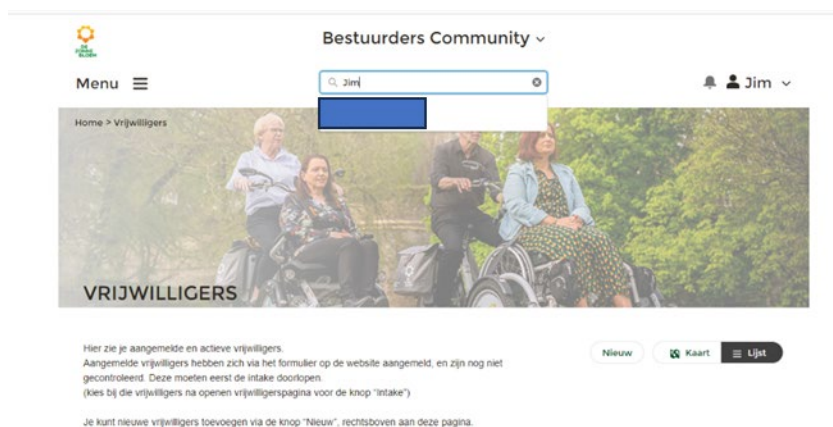 DE
ZONNE
BLOEM
Bestuurders Community
Menu
Jim
Jim
Home > Vrijwilligers
VRIJWILLIGERS
Hier zie je aangemelde en actieve vrijwilligers.
Aangemelde vrijwilligers hebben zich via het formulier op de website aangemeld, en zijn nog niet
gecontroleerd. Deze moeten eerst de intake doorlopen.
(kies bij die vrijwilligers na openen vrijwilligerspagina voor de knop "Intake")
Nieuw
Kaart
Lijst
Je kunt nieuwe vrijwilligers toevoegen via de knop "Nieuw", rechtsboven aan deze pagina.